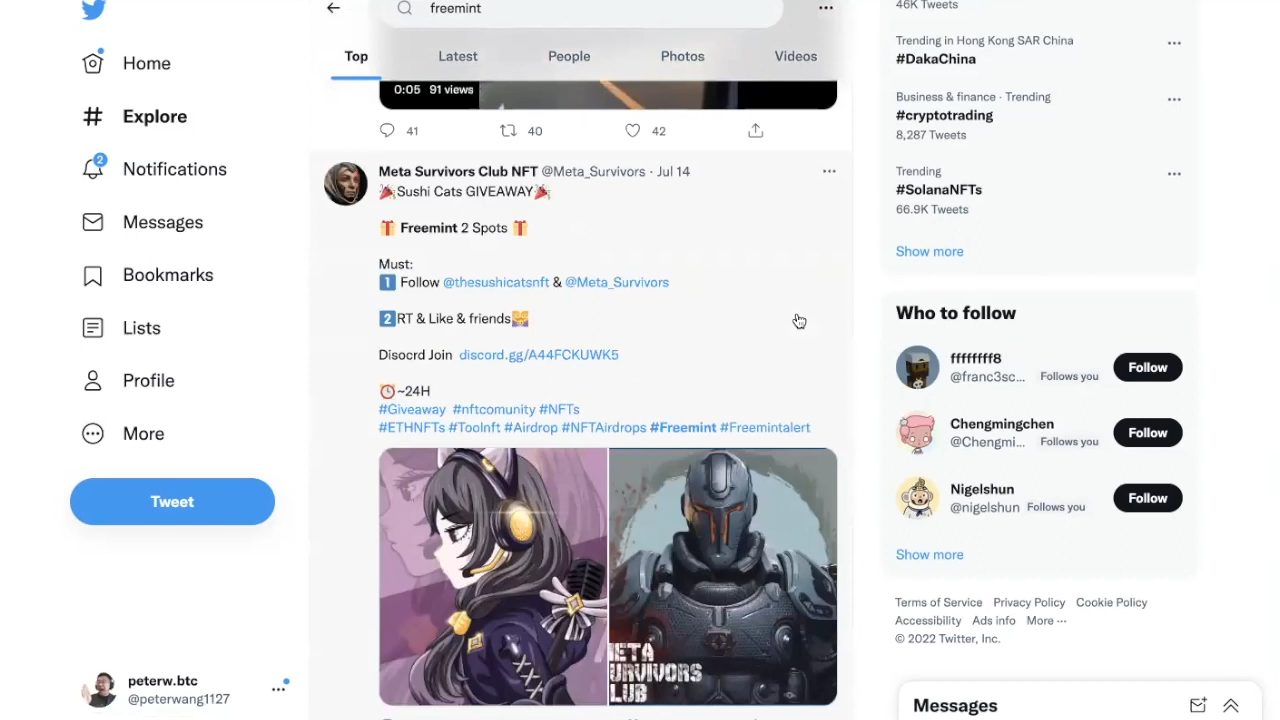 freemint
Top
Latest
People
Photos
Videos
Home
Explore
2
Notifications
Messages
Bookmarks
Lists
Profile
More
Tweet
peterw.btc
@peterwang1127
0:05 91 views
41
40
42
Meta Survivors Club NFT @Meta_Survivors · Jul 14
Sushi Cats GIVEAWAY
Freemint 2 Spots
Must:
1 Follow @thesushicatsnft & @Meta_Survivors
2 RT & Like & friends
Disocrd Join discord.gg/A44FCKUWK5
~24H
#Giveaway #nftcomunity #NFTs
#ETHNFTs #Toolnft #Airdrop #NFTAirdrops #Freemint #Freemintalert
META
SURVIVORS
CLUB
46K Tweets
Trending in Hong Kong SAR China
#DakaChina
Business & finance · Trending
#cryptotrading
8,287 Tweets
Trending
#SolanaNFTs
66.9K Tweets
Show more
Who to follow
ffffffff8
@franc3sc... Follows you
Follow
Chengmingchen
@Chengmi... Follows you
Follow
Nigelshun
@nigelshun Follows you
Follow
Show more
Terms of Service Privacy Policy Cookie Policy
Accessibility Ads info More ···
© 2022 Twitter, Inc.
Messages